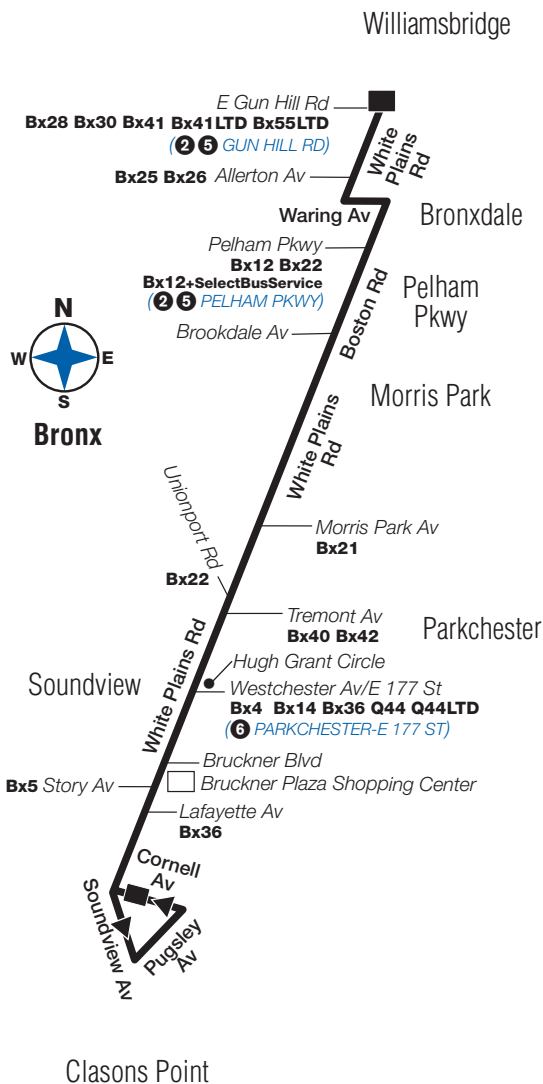 Williamsbridge
E Gun Hill Rd
Bx28 Bx30 Bx41 Bx41LTD Bx55LTD
(2 5 GUN HILL RD)
White
Plains
Rd
Bx25 Bx26 Allerton Av
Waring Av
Bronxdale
Pelham Pkwy
Bx12 Bx22
Bx12+SelectBusService
(2 5 PELHAM PKWY)
Boston Rd
Pelham
Pkwy
Brookdale Av
N
W E
S
Bronx
Morris Park
White Plains
Rd
Morris Park Av
Bx21
Unionport Rd
Bx22
Tremont Av
Bx40 Bx42
Parkchester
White Plains Rd
Hugh Grant Circle
Soundview
Westchester Av/E 177 St
Bx4 Bx14 Bx36 Q44 Q44LTD
(6 PARKCHESTER-E 177 ST)
Bruckner Blvd
Bx5 Story Av
Bruckner Plaza Shopping Center
Lafayette Av
Bx36
Cornell
Av
Soundview Av
Pugsley
Av
Clasons Point